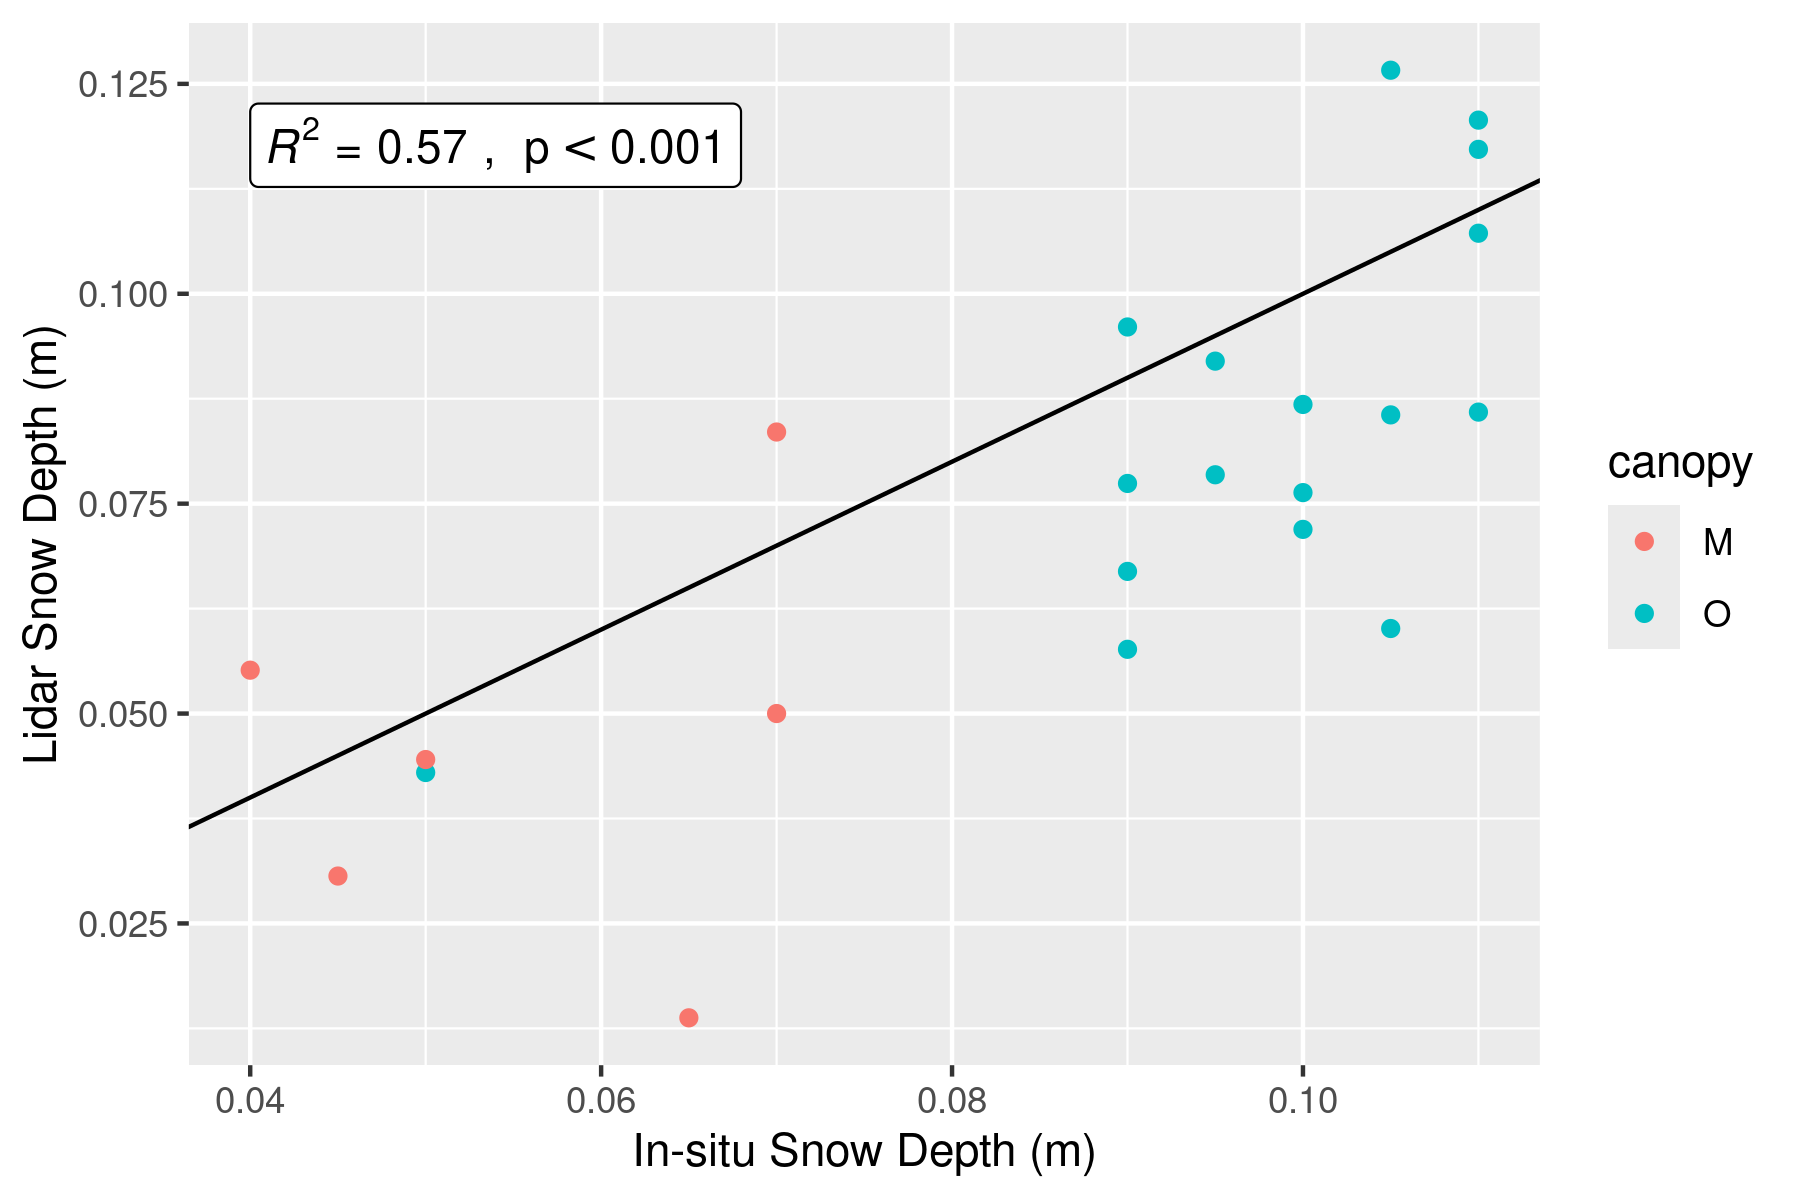 R² = 0.57 , p < 0.001
0.125
0.100
0.075
0.050
0.025
Lidar Snow Depth (m)
0.04 0.06 0.08 0.10
In-situ Snow Depth (m)
canopy
M
O